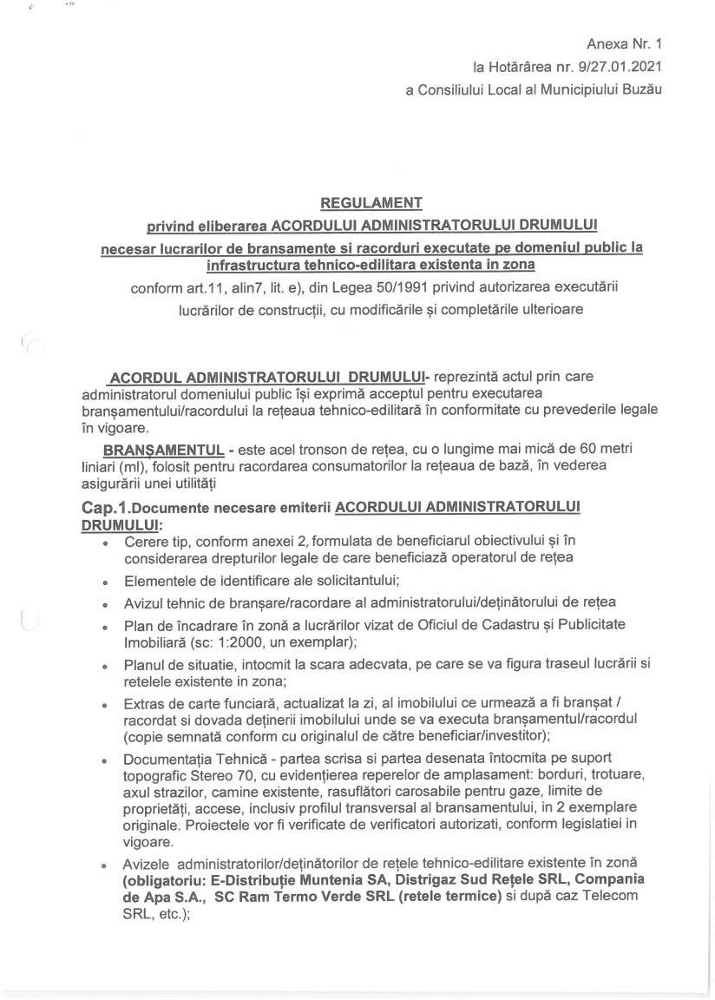 Anexa Nr. 1
la Hotărârea nr. 9/27.01.2021
a Consiliului Local al Municipiului Buzău
REGULAMENT
privind eliberarea ACORDULUI ADMINISTRATORULUI DRUMULUI
necesar lucrarilor de bransamente si racorduri executate pe domeniul public la
infrastructura tehnico-edilitara existenta in zona
conform art.11, alin7, lit. e), din Legea 50/1991 privind autorizarea executării
lucrărilor de construcții, cu modificările și completările ulterioare
ACORDUL ADMINISTRATORULUI DRUMULUI- reprezintă actul prin care
administratorul domeniului public își exprimă acceptul pentru executarea
branșamentului/racordului la rețeaua tehnico-edilitară în conformitate cu prevederile legale
în vigoare.
BRANȘAMENTUL - este acel tronson de rețea, cu o lungime mai mică de 60 metri
liniari (ml), folosit pentru racordarea consumatorilor la rețeaua de bază, în vederea
asigurării unei utilități
Cap.1.Documente necesare emiterii ACORDULUI ADMINISTRATORULUI
DRUMULUI:
• Cerere tip, conform anexei 2, formulata de beneficiarul obiectivului și în
considerarea drepturilor legale de care beneficiază operatorul de rețea
• Elementele de identificare ale solicitantului;
• Avizul tehnic de branșare/racordare al administratorului/deținătorului de rețea
• Plan de încadrare în zonă a lucrărilor vizat de Oficiul de Cadastru și Publicitate
Imobiliară (sc: 1:2000, un exemplar);
• Planul de situatie, intocmit la scara adecvata, pe care se va figura traseul lucrării si
retelele existente in zona;
• Extras de carte funciară, actualizat la zi, al imobilului ce urmează a fi branșat /
racordat si dovada deținerii imobilului unde se va executa branșamentul/racordul
(copie semnată conform cu originalul de către beneficiar/investitor);
• Documentația Tehnică - partea scrisa si partea desenata întocmita pe suport
topografic Stereo 70, cu evidențierea reperelor de amplasament: borduri, trotuare,
axul strazilor, camine existente, rasuflători carosabile pentru gaze, limite de
proprietăți, accese, inclusiv profilul transversal al bransamentului, in 2 exemplare
originale. Proiectele vor fi verificate de verificatori autorizati, conform legislatiei in
vigoare.
• Avizele administratorilor/deținătorilor de rețele tehnico-edilitare existente în zonă
(obligatoriu: E-Distribuție Muntenia SA, Distrigaz Sud Rețele SRL, Compania
de Apa S.A., SC Ram Termo Verde SRL (retele termice) si după caz Telecom
SRL, etc.);